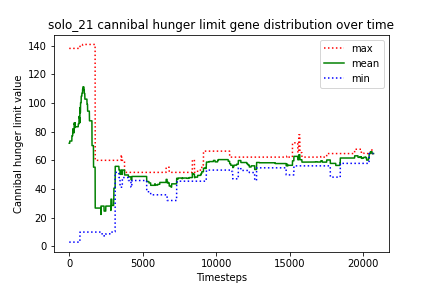 solo_21 cannibal hunger limit gene distribution over time
140
120
100
80
60
40
20
0
Cannibal hunger limit value
max
mean
min
0
5000
10000
15000
20000
Timesteps